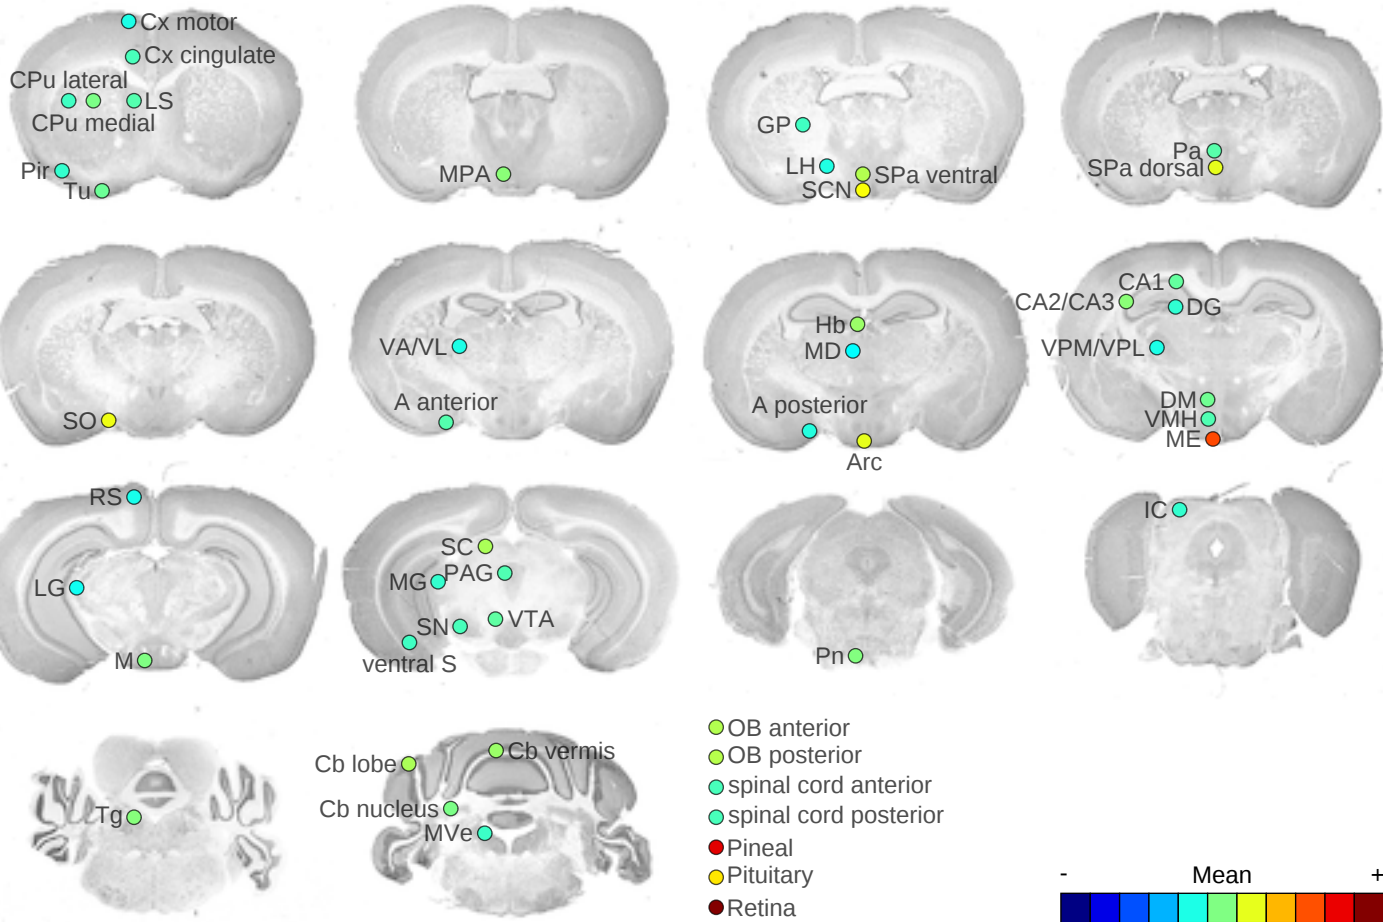 Cx motor
Cx cingulate
CPu lateral
LS
CPu medial
Pir
Tu
MPA
GP
LH
SPa ventral
SCN
Pa
SPa dorsal
SO
VA/VL
A anterior
Hb
MD
A posterior
Arc
CA1
CA2/CA3
DG
VPM/VPL
DM
VMH
ME
RS
LG
M
SC
PAG
MG
VTA
SN
ventral S
Pn
IC
Tg
Cb vermis
Cb lobe
Cb nucleus
MVe
OB anterior
OB posterior
spinal cord anterior
spinal cord posterior
Pineal
Pituitary
Retina
- Mean +